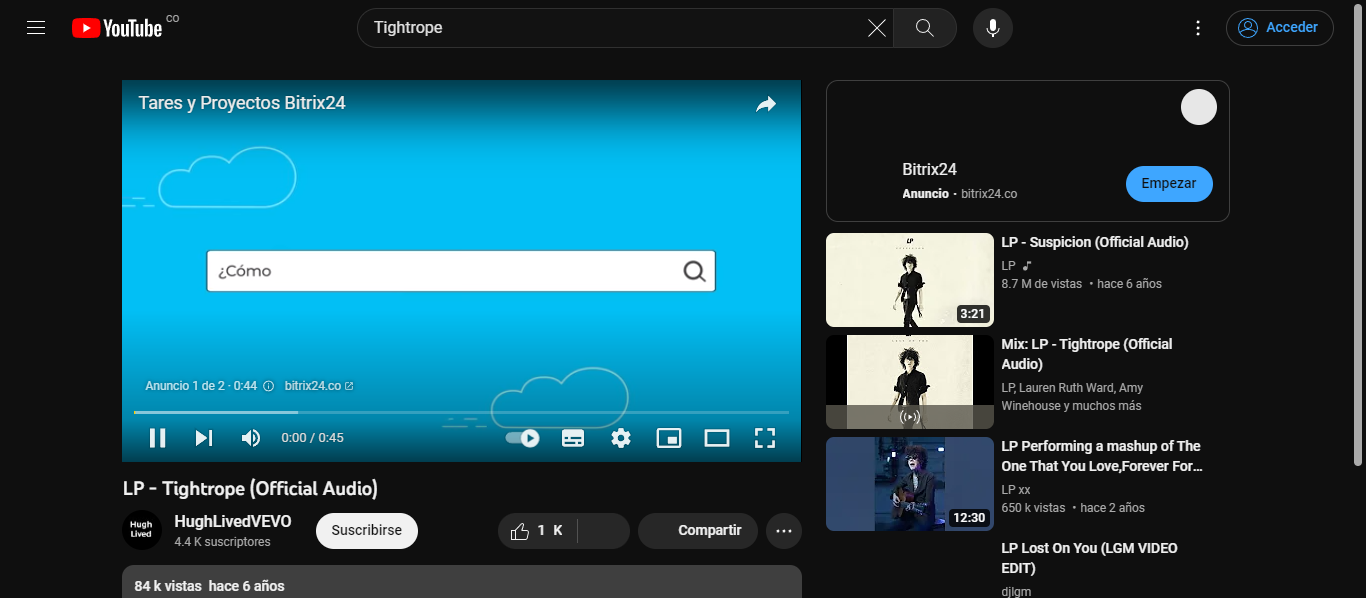 YouTube CO
Tightrope
Acceder
Tares y Proyectos Bitrix24
¿Cómo
Anuncio 1 de 2 · 0:44
bitrix24.co
0:00 / 0:45
LP - Tightrope (Official Audio)
Hugh
Lived
HughLivedVEVO
4.4 K suscriptores
Suscribirse
1 K
Compartir
84 k vistas hace 6 años
Bitrix24
Anuncio · bitrix24.co
Empezar
LP
3:21
LP - Suspicion (Official Audio)
LP
8.7 M de vistas • hace 6 años
Mix: LP - Tightrope (Official
Audio)
LP, Lauren Ruth Ward, Amy
Winehouse y muchos más
12:30
LP Performing a mashup of The
One That You Love,Forever For...
LP xx
650 k vistas • hace 2 años
LP Lost On You (LGM VIDEO
EDIT)
djlgm